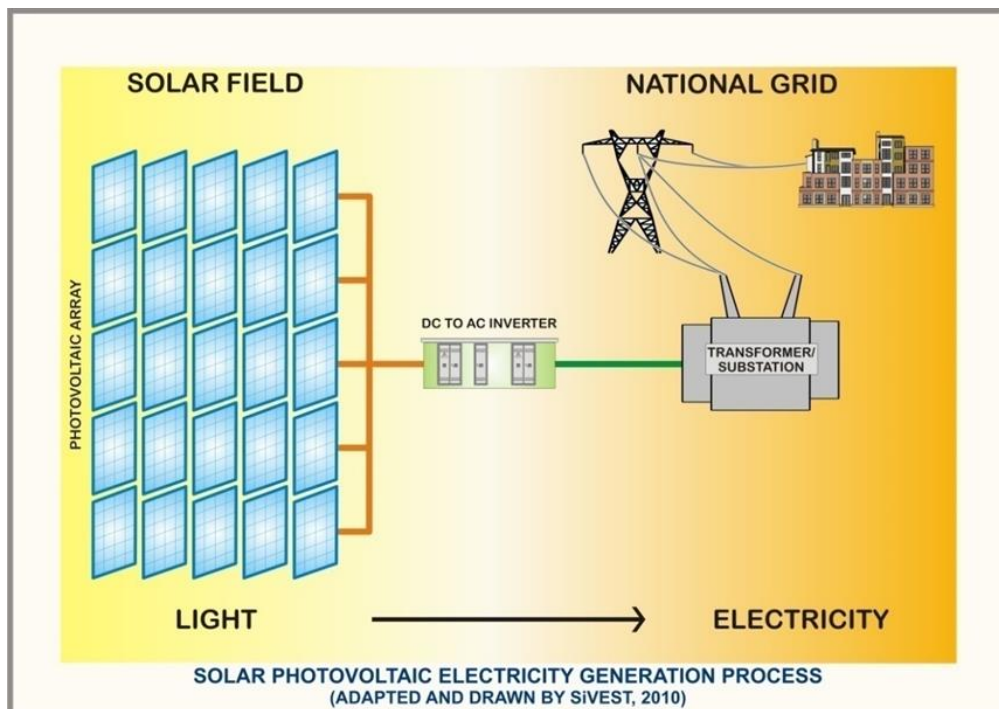 SOLAR FIELD
NATIONAL GRID
PHOTOVOLTAIC ARRAY
DC TO AC INVERTER
TRANSFORMER/
SUBSTATION
LIGHT
ELECTRICITY
SOLAR PHOTOVOLTAIC ELECTRICITY GENERATION PROCESS
(ADAPTED AND DRAWN BY SiVEST, 2010)